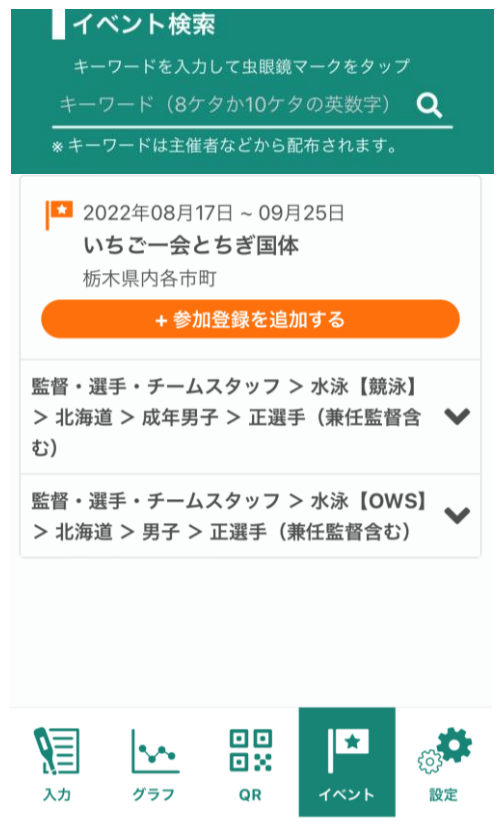 イベント検索
キーワードを入力して虫眼鏡マークをタップ
キーワード（8ケタか10ケタの英数字）
※キーワードは主催者などから配布されます。
2022年08月17日 ~ 09月25日
いちご一会とちぎ国体
栃木県内各市町
+ 参加登録を追加する
監督・選手・チームスタッフ > 水泳【競泳】
> 北海道 > 成年男子 > 正選手（兼任監督含
む）
監督・選手・チームスタッフ > 水泳【OWS】
> 北海道 > 男子 > 正選手（兼任監督含む）
入力 グラフ QR イベント 設定